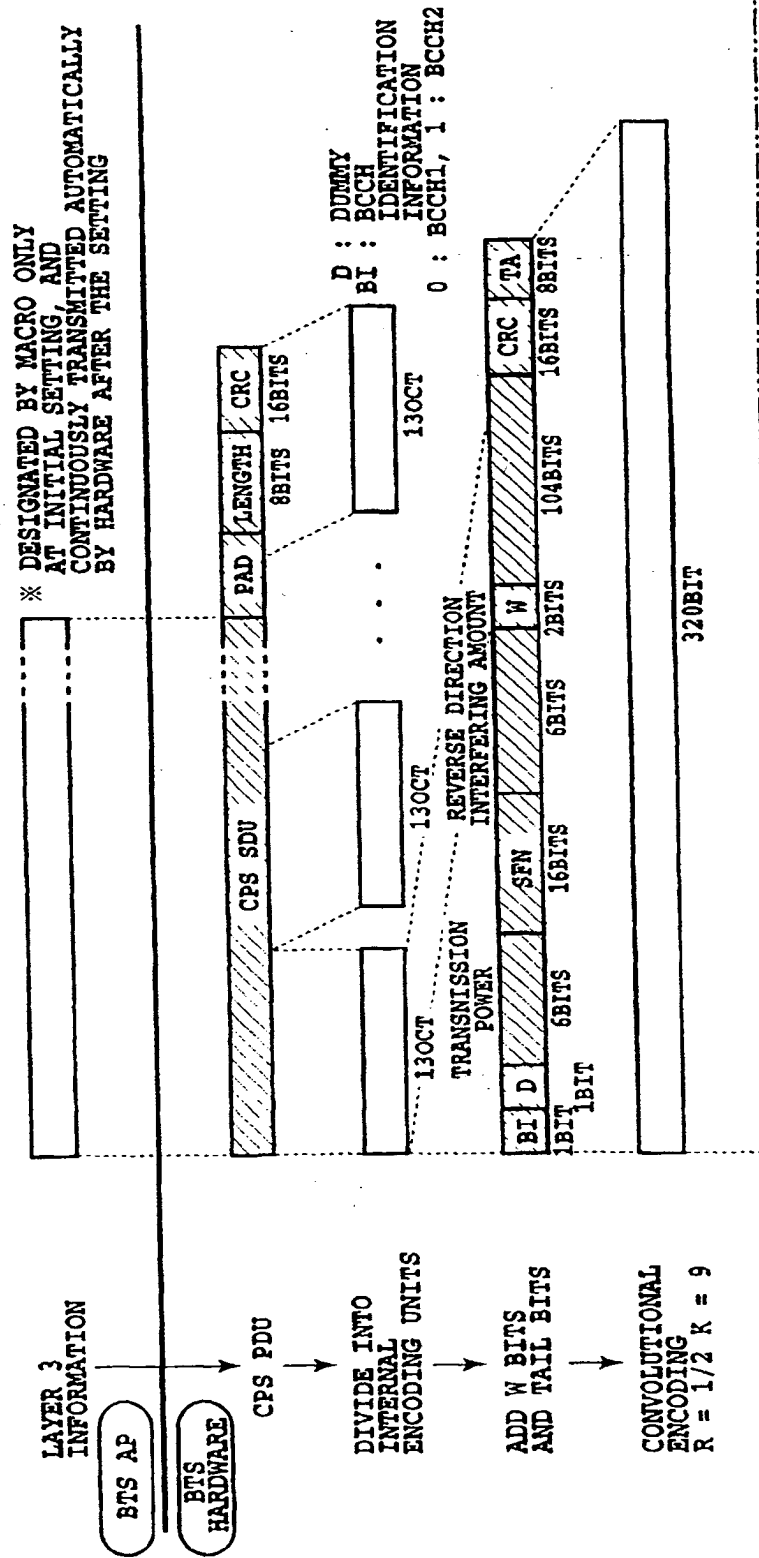 ※ DESIGNATED BY MACRO ONLY
AT INITIAL SETTING, AND
CONTINUOUSLY TRANSMITTED AUTOMATICALLY
BY HARDWARE AFTER THE SETTING
LAYER 3
INFORMATION
BTS AP
BTS
HARDWARE
CPS PDU
CPS SDU
PAD
LENGTH
CRC
8BITS
16BITS
D : DUMMY
BI : BCCH
IDENTIFICATION
INFORMATION
0 : BCCH1, 1 : BCCH2
DIVIDE INTO
INTERNAL
ENCODING UNITS
13OCT
13OCT
• • •
13OCT
TRANSNISSION
POWER
REVERSE DIRECTION
INTERFERING AMOUNT
ADD W BITS
AND TAIL BITS
BI
D
SFN
W
CRC
TA
1BIT
1BIT
6BITS
16BITS
6BITS
2BITS
104BITS
16BITS
8BITS
CONVOLUTIONAL
ENCODING
R = 1/2 K = 9
320BIT